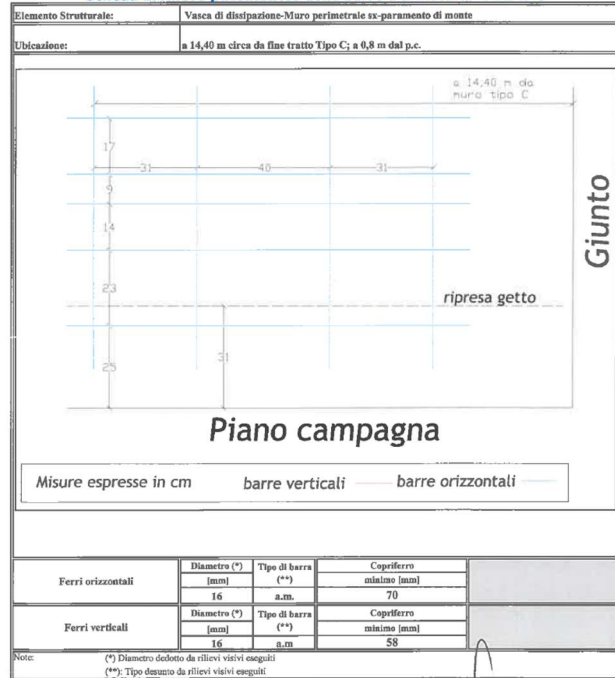 Elemento Strutturale: Vasca di dissipazione-Muro perimetrale sx-paramento di monte
Ubicazione: a 14,40 m circa da fine tratto Tipo C; a 0,8 m dal p.c.
a 14,40 m da
muro tipo C
17
31 40 31
9
14
Giunto
23
ripresa getto
31
25
Piano campagna
Misure espresse in cm barre verticali barre orizzontali
Ferri orizzontali Diametro (*) Tipo di barra Copriferro
[mm] (**) minimo [mm]
16 a.m. 70
Ferri verticali Diametro (*) Tipo di barra Copriferro
[mm] (**) minimo [mm]
16 a.m 58
Note: (*) Diametro dedotto da rilievi visivi eseguiti
(**): Tipo desunto da rilievi visivi eseguiti